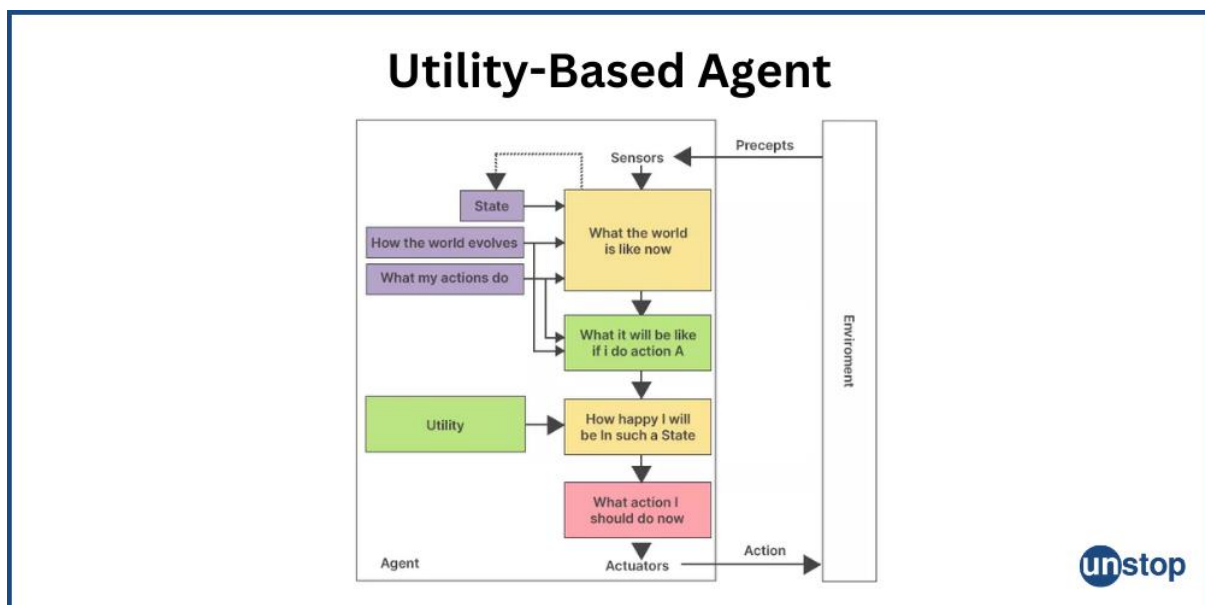 Utility-Based Agent
Precepts
Sensors
State
What the world
is like now
How the world evolves
What my actions do
What it will be like
if i do action A
Enviroment
Utility
How happy I will
be In such a State
What action I
should do now
Agent
Actuators
Action
unstop